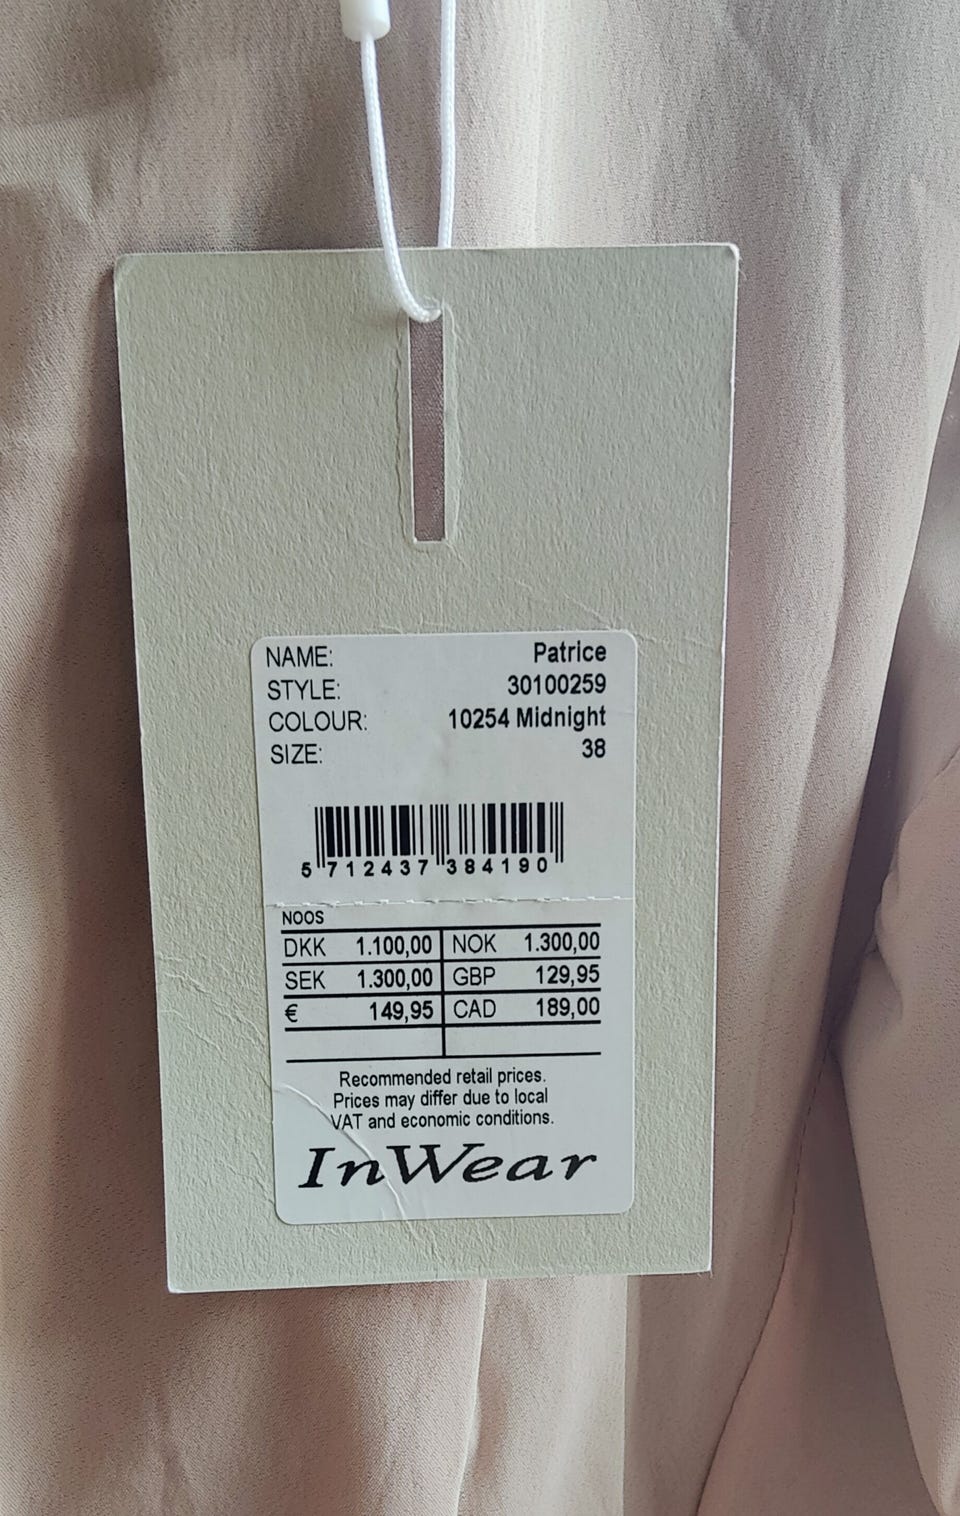 NAME: Patrice
STYLE: 30100259
COLOUR: 10254 Midnight
SIZE: 38
5 712437 384190
NOOS
DKK 1.100,00 NOK 1.300,00
SEK 1.300,00 GBP 129,95
€ 149,95 CAD 189,00
Recommended retail prices.
Prices may differ due to local
VAT and economic conditions.
InWear